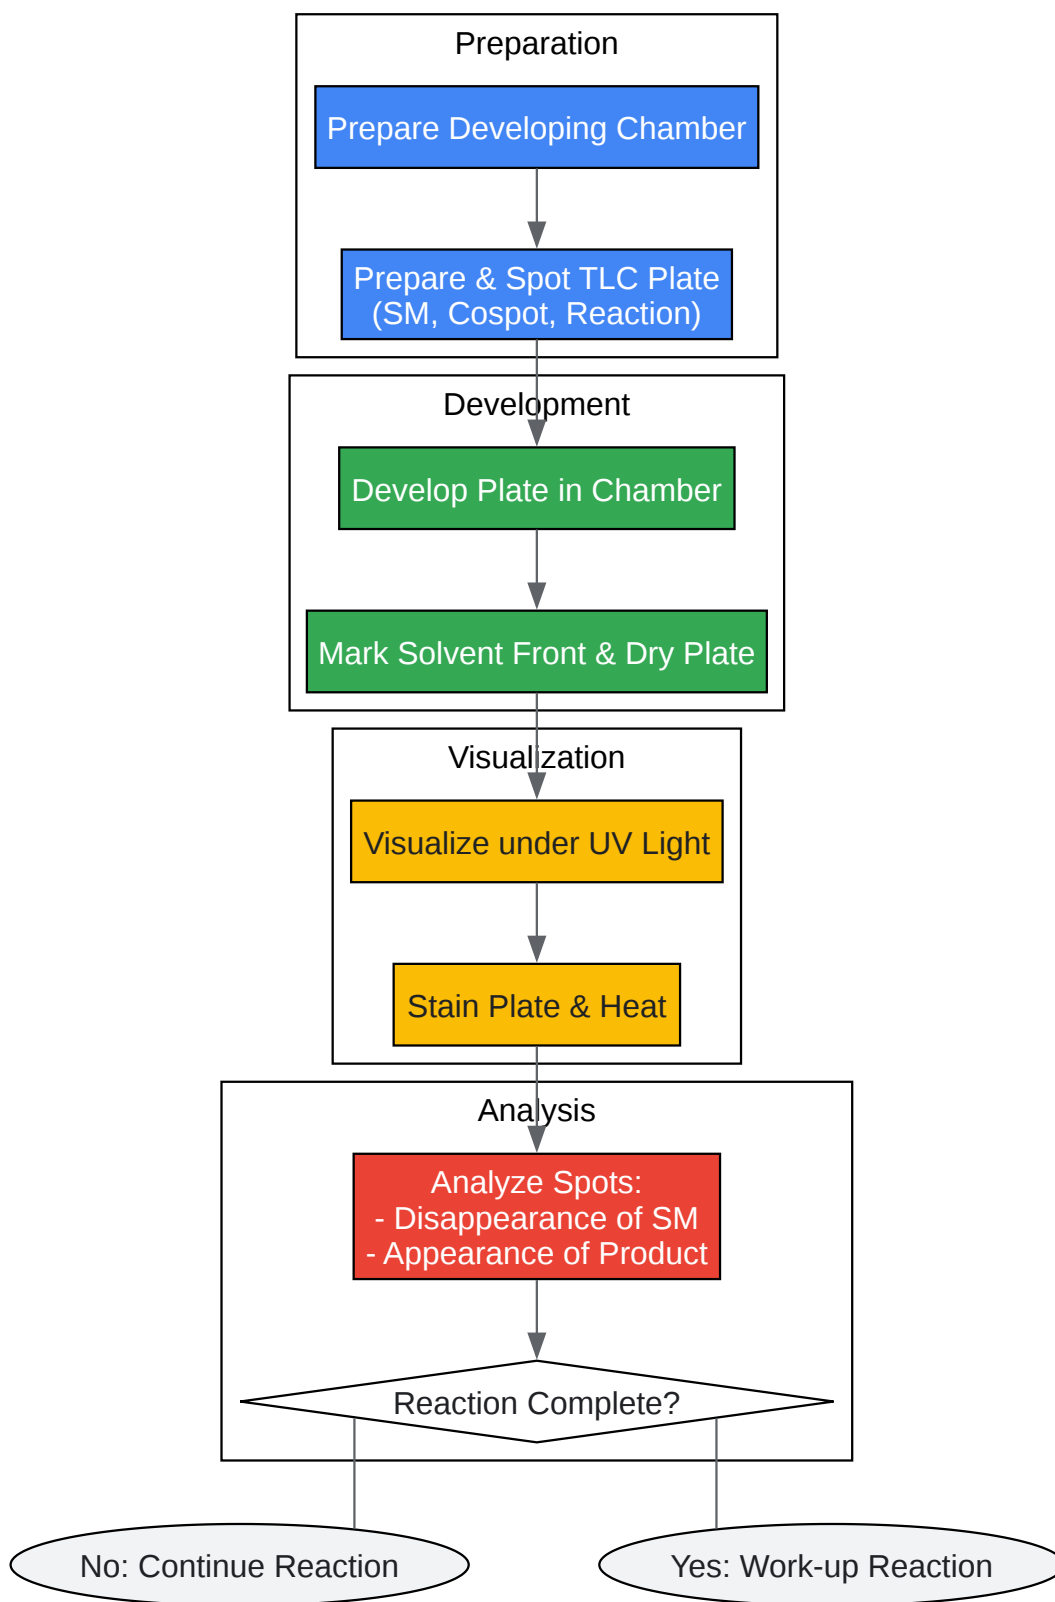 Preparation
Prepare Developing Chamber
Prepare & Spot TLC Plate
(SM, Cospot, Reaction)
Development
Develop Plate in Chamber
Mark Solvent Front & Dry Plate
Visualization
Visualize under UV Light
Stain Plate & Heat
Analysis
Analyze Spots:
- Disappearance of SM
- Appearance of Product
Reaction Complete?
No: Continue Reaction
Yes: Work-up Reaction